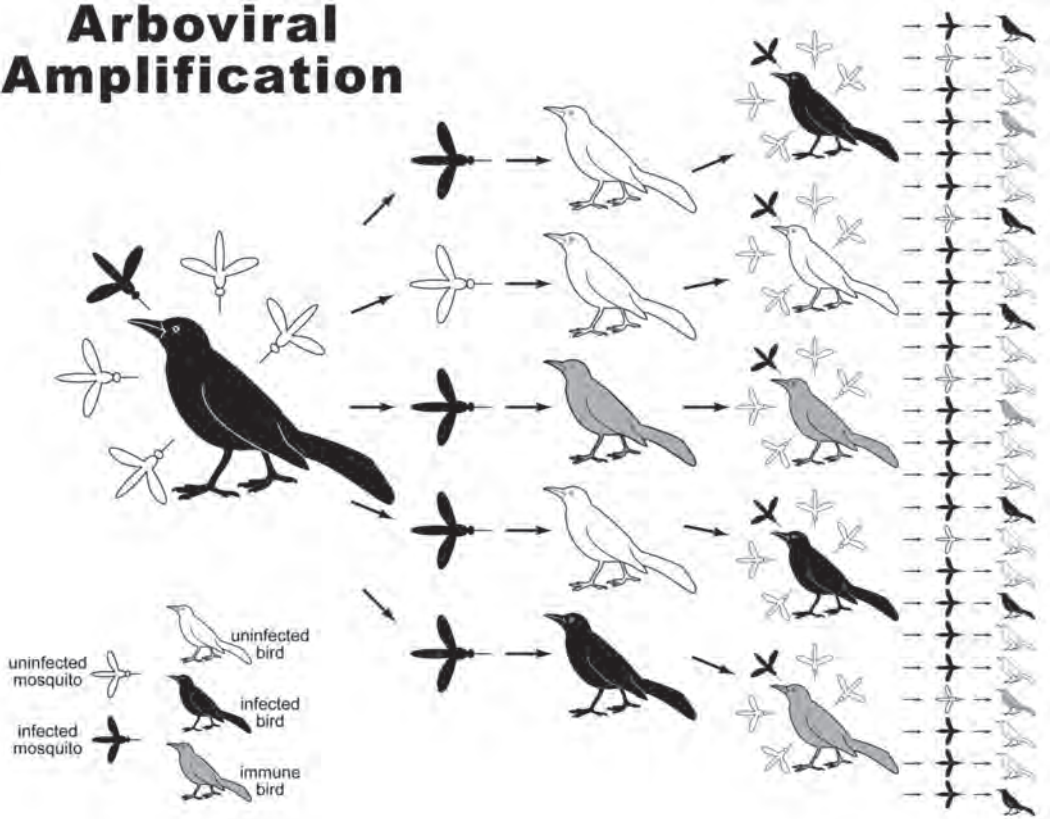 Arboviral
Amplification
uninfected
mosquito
infected
mosquito
uninfected
bird
infected
bird
immune
bird